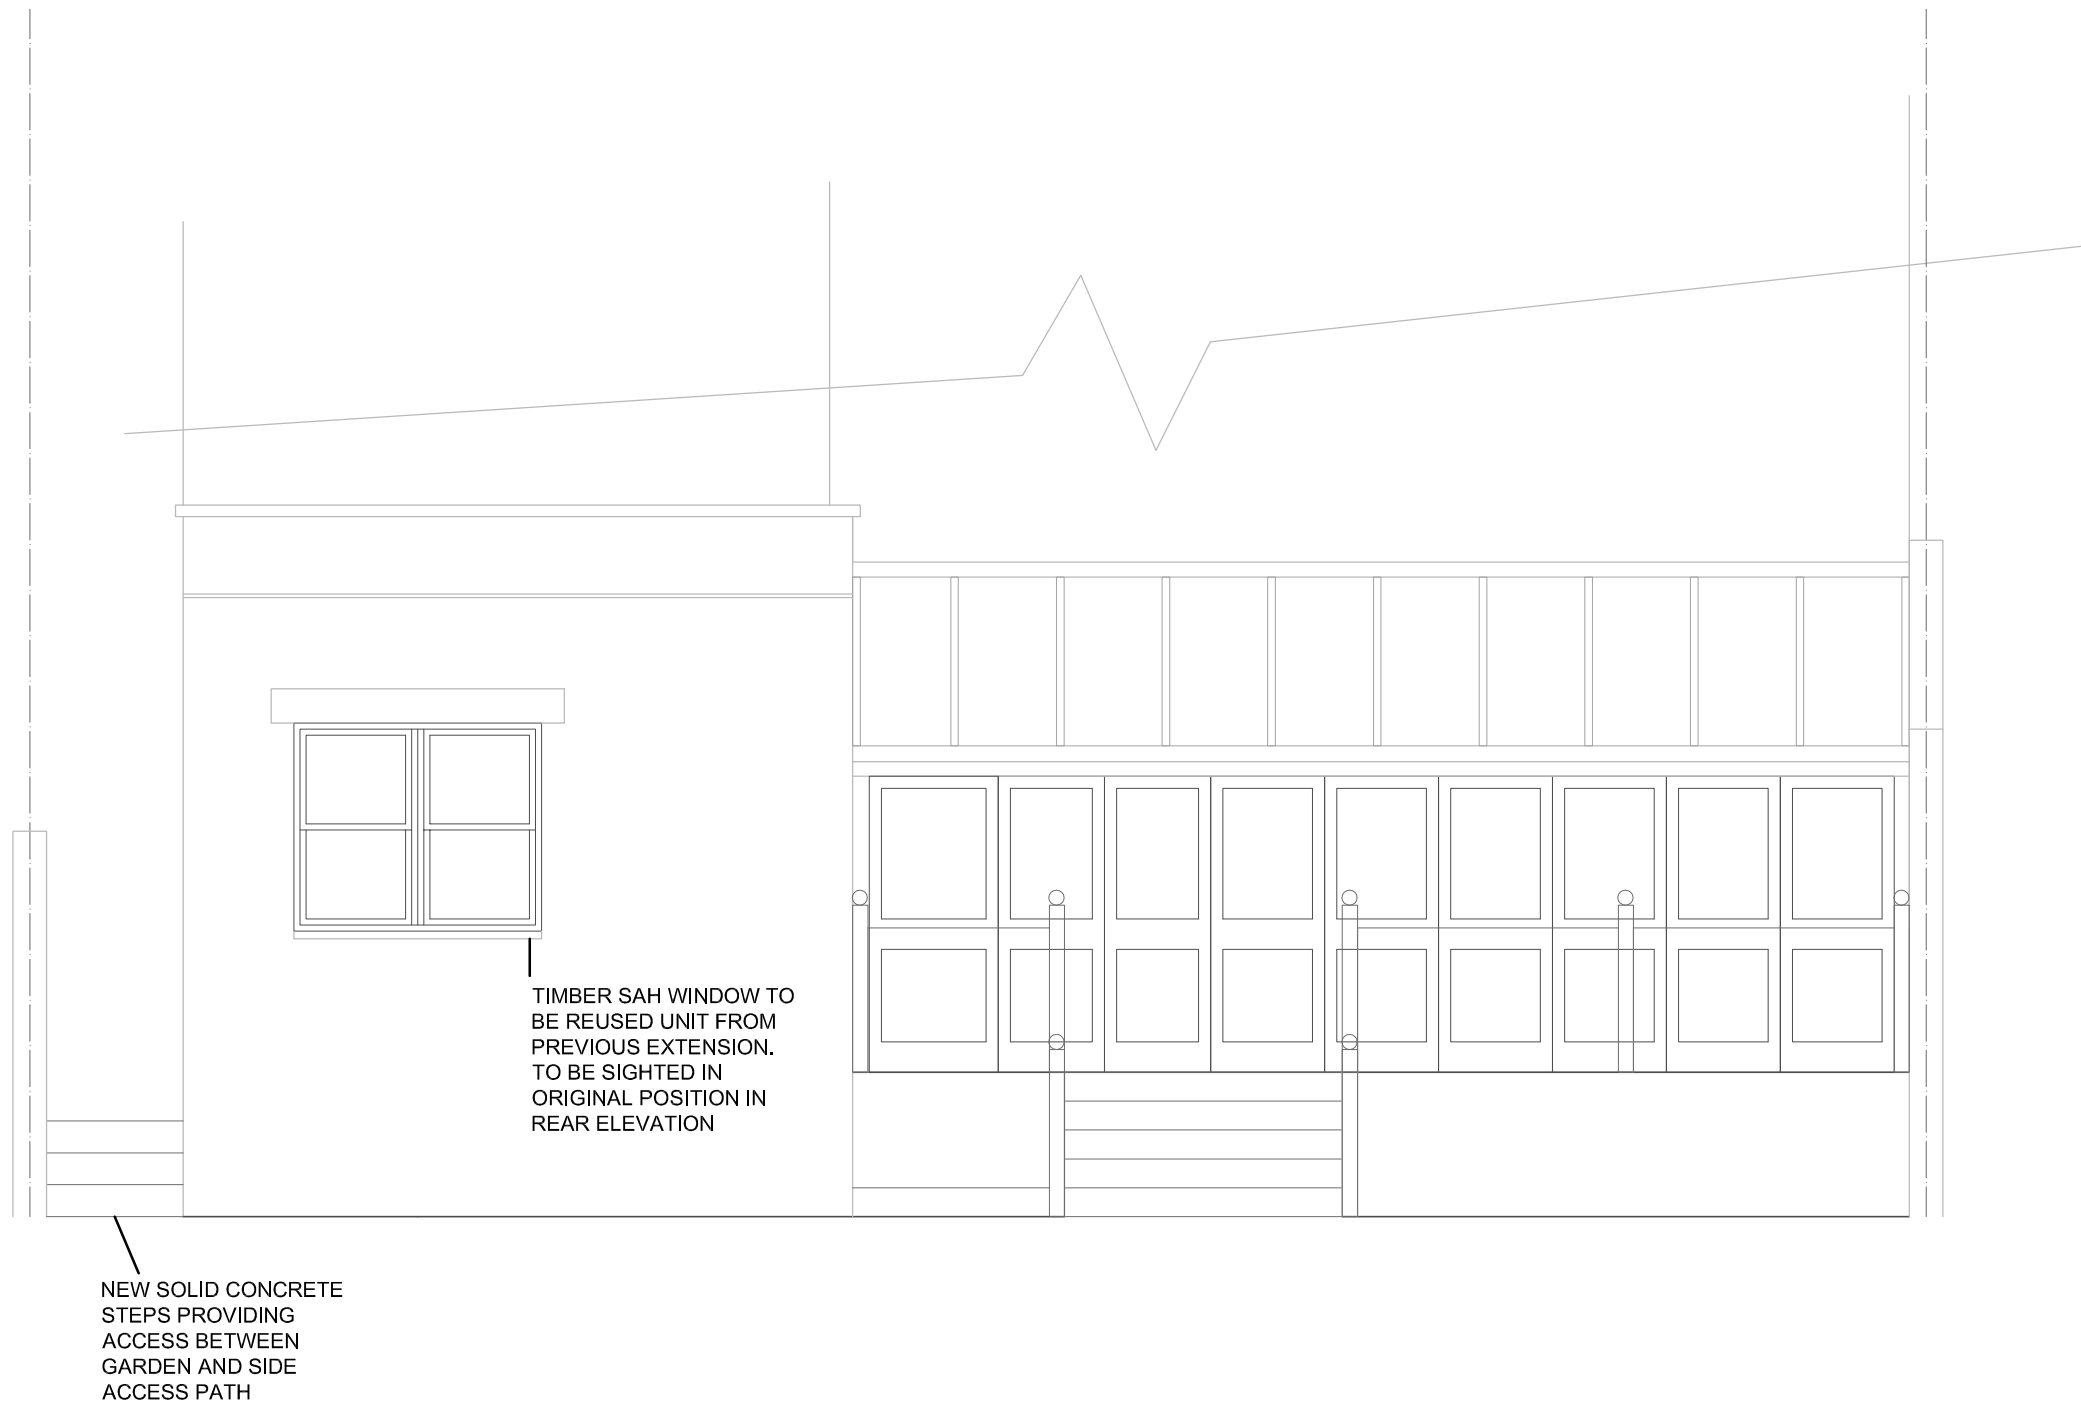 TIMBER SAH WINDOW TO
BE REUSED UNIT FROM
PREVIOUS EXTENSION.
TO BE SIGHTED IN
ORIGINAL POSITION IN
REAR ELEVATION
NEW SOLID CONCRETE
STEPS PROVIDING
ACCESS BETWEEN
GARDEN AND SIDE
ACCESS PATH